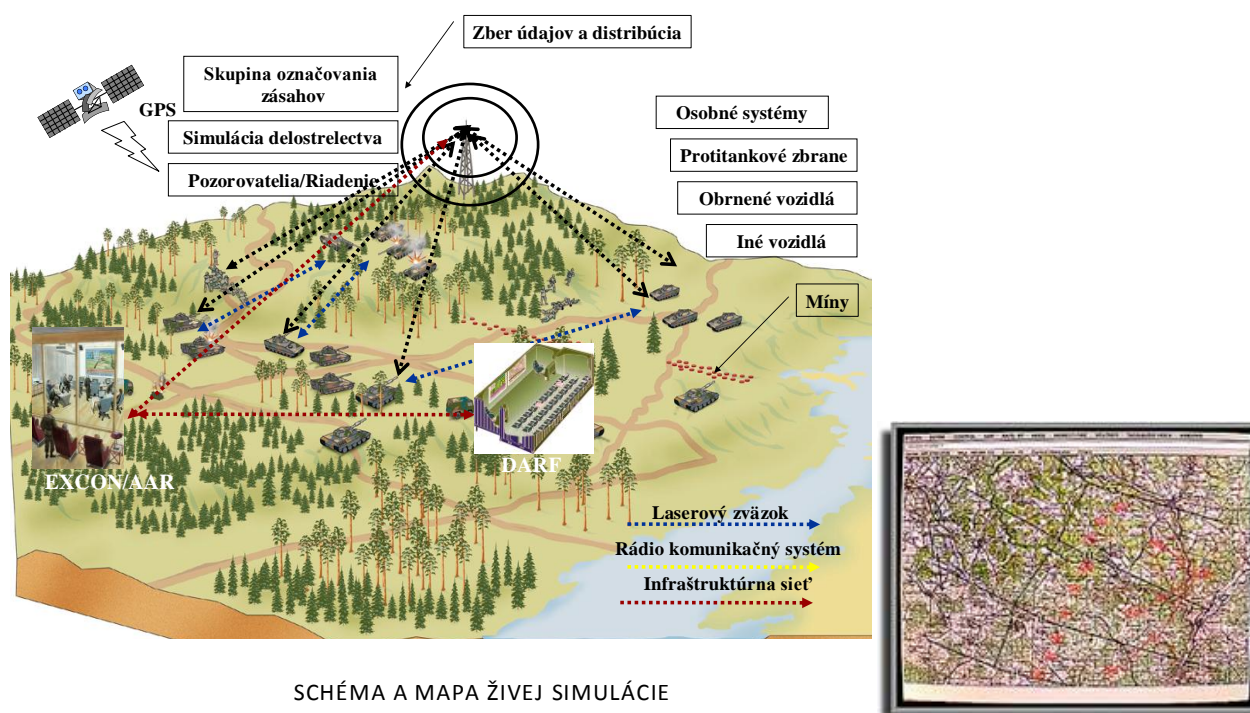 Zber údajov a distribúcia
Skupina označovania
zásahov
GPS
Simulácia delostrelectva
Pozorovatelia/Riadenie
Osobné systémy
Protitankové zbrane
Obrnené vozidlá
Iné vozidlá
Míny
EXCON/AAR
DARF
Laserový zväzok
Rádio komunikačný systém
Infraštruktúrna sieť
SCHÉMA A MAPA ŽIVEJ SIMULÁCIE